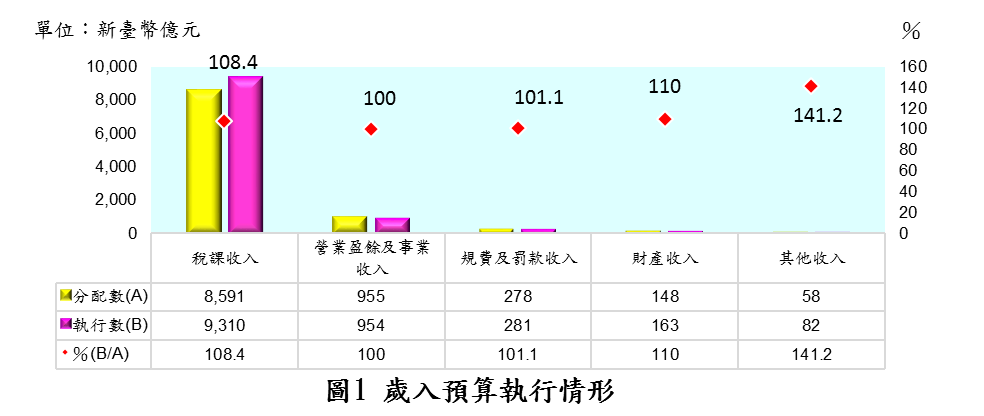 單位：新臺幣億元
%
10,000
8,000
6,000
4,000
2,000
0
108.4
100
101.1
110
141.2
160
140
120
100
80
60
40
20
0
稅課收入
營業盈餘及事業
收入
規費及罰款收入
財產收入
其他收入
分配數(A) 8,591 955 278 148 58
執行數(B) 9,310 954 281 163 82
%(B/A) 108.4 100 101.1 110 141.2
圖1 歲入預算執行情形